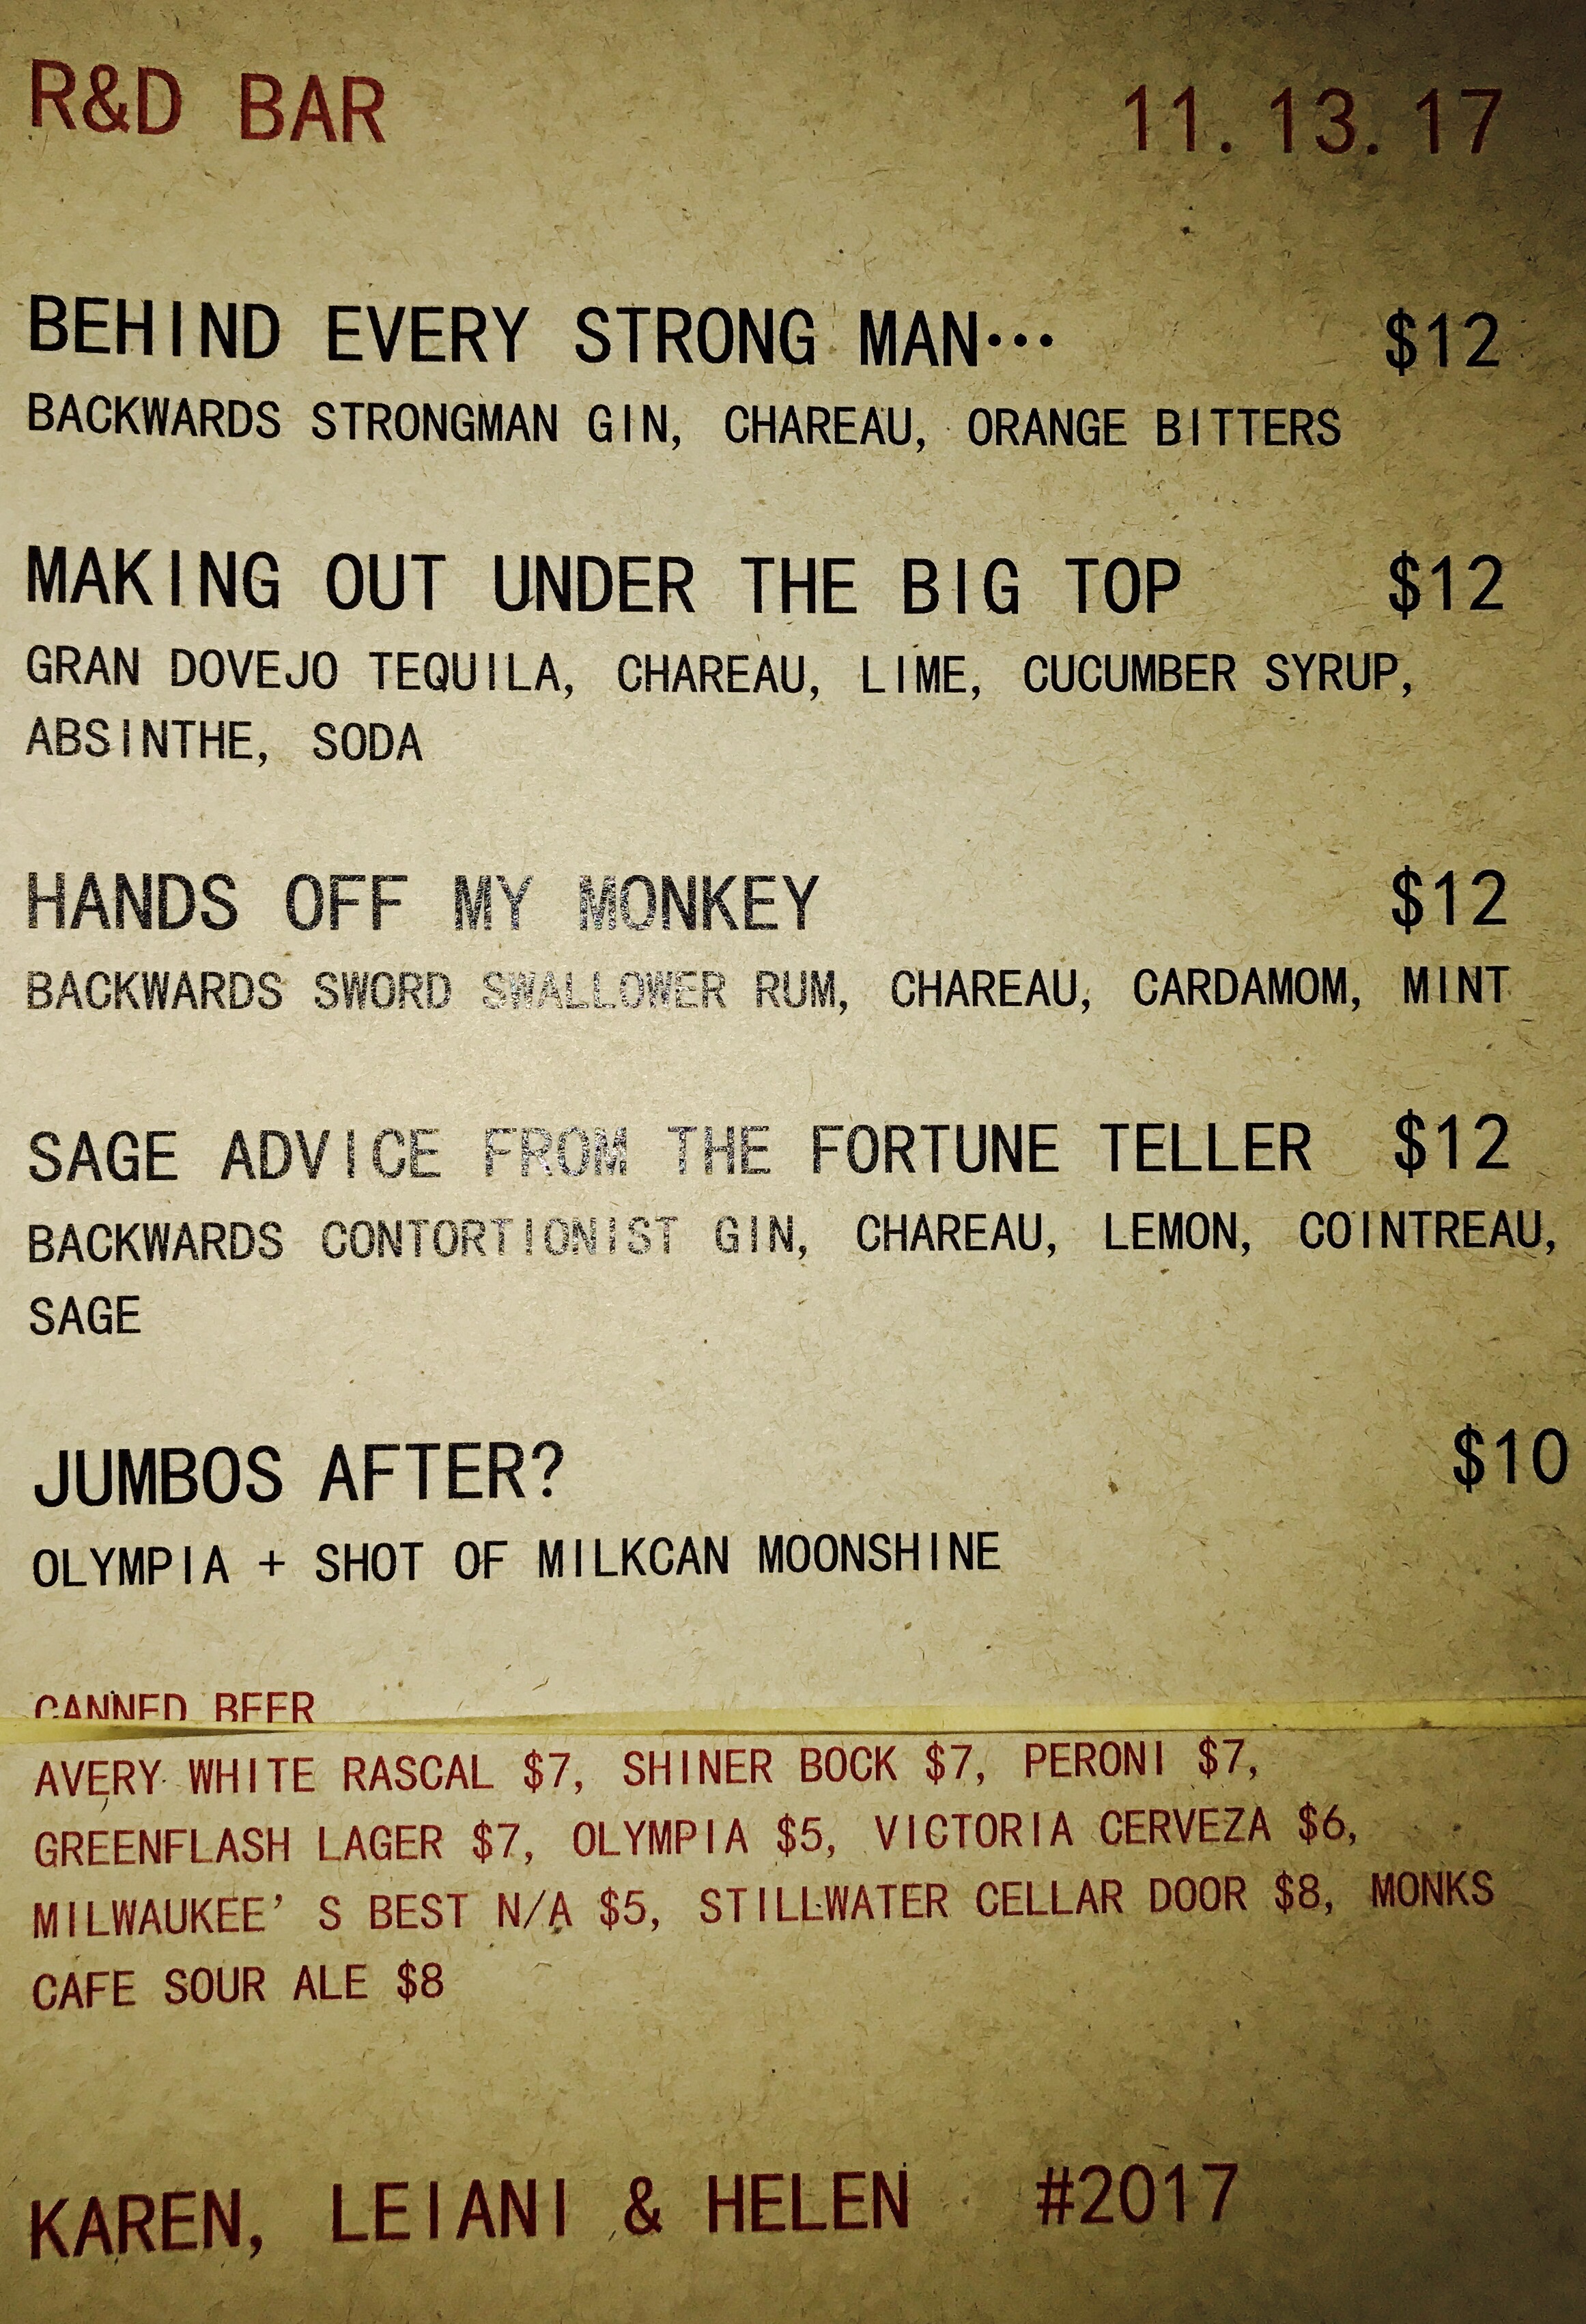 R&D BAR 11.13.17
BEHIND EVERY STRONG MAN··· $12
BACKWARDS STRONGMAN GIN, CHAREAU, ORANGE BITTERS
MAKING OUT UNDER THE BIG TOP $12
GRAN DOVEJO TEQUILA, CHAREAU, LIME, CUCUMBER SYRUP,
ABSINTHE, SODA
HANDS OFF MY MONKEY $12
BACKWARDS SWORD SWALLOWER RUM, CHAREAU, CARDAMOM, MINT
SAGE ADVICE FROM THE FORTUNE TELLER $12
BACKWARDS CONTORTIONIST GIN, CHAREAU, LEMON, COINTREAU,
SAGE
JUMBOS AFTER? $10
OLYMPIA + SHOT OF MILKCAN MOONSHINE
CANNED BEER
AVERY WHITE RASCAL $7, SHINER BOCK $7, PERONI $7,
GREENFLASH LAGER $7, OLYMPIA $5, VICTORIA CERVEZA $6,
MILWAUKEE'S BEST N/A $5, STILLWATER CELLAR DOOR $8, MONKS
CAFE SOUR ALE $8
KAREN, LEIANI & HELEN #2017